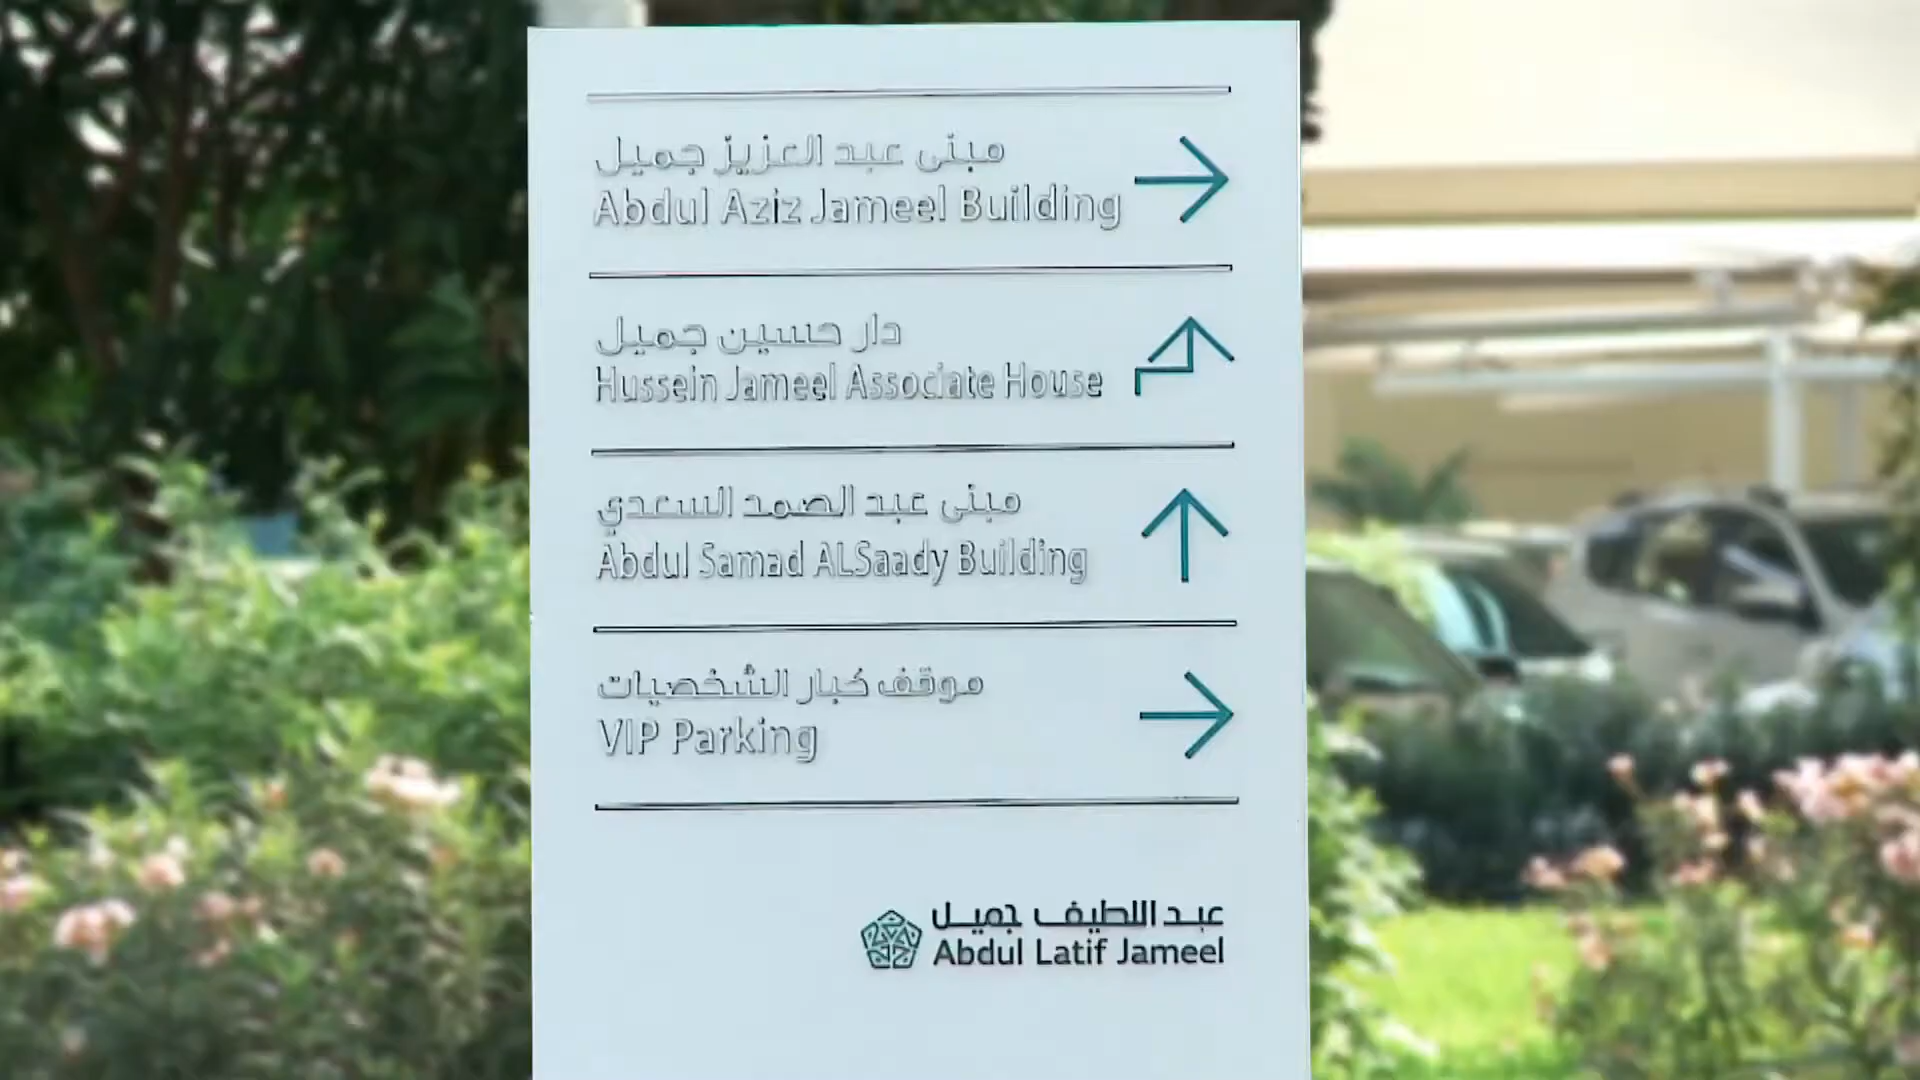 مبنى عبد العزيز جميل
Abdul Aziz Jameel Building
دار حسين جميل
Hussein Jameel Associate House
مبنى عبد الصمد السعدي
Abdul Samad ALSaady Building
موقف كبار الشخصيات
VIP Parking
عبد اللطيف جميل
Abdul Latif Jameel